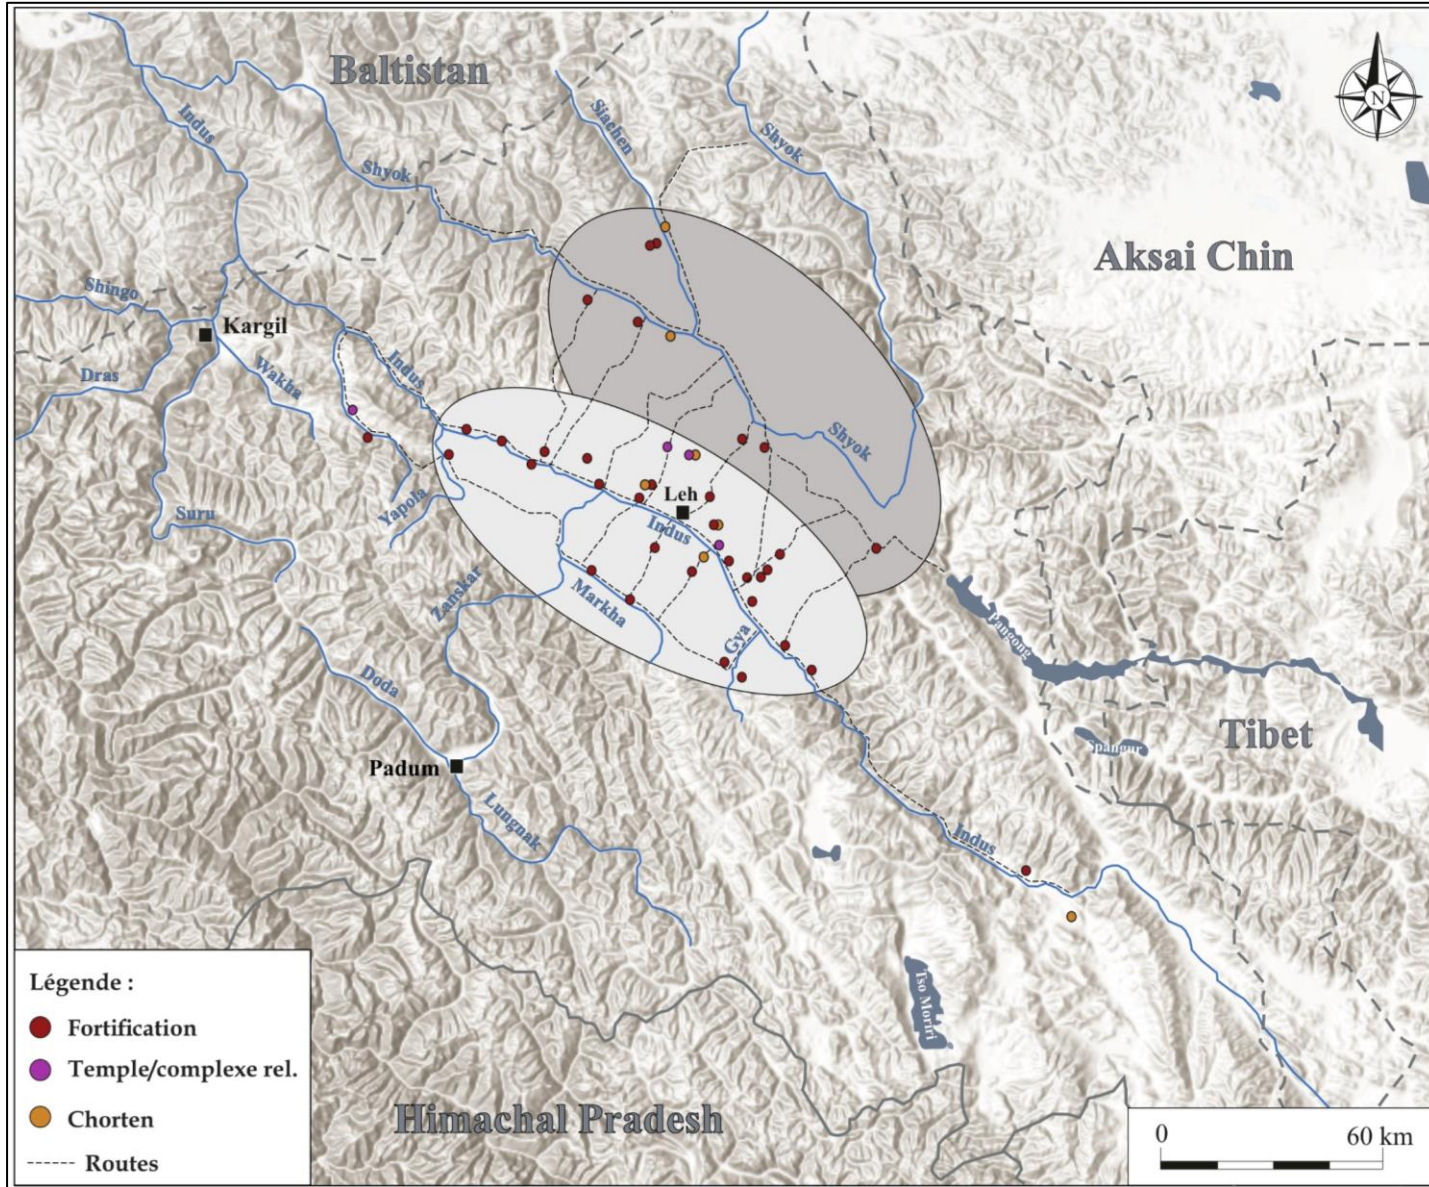 Baltistan
N
Indus
Siachen
Shyok
Shyok
Aksai Chin
Shingo
Kargil
Wakha
Indus
Dras
Shyok
Yapola
Leh
Indus
Suru
Zanskar
Markha
Gya
Pangong
Doda
Tibet
Spangur
Padum
Lungnak
Indus
Tso Moriri
Himachal Pradesh
Légende :
Fortification
Temple/complexe rel.
Chorten
Routes
0 60 km